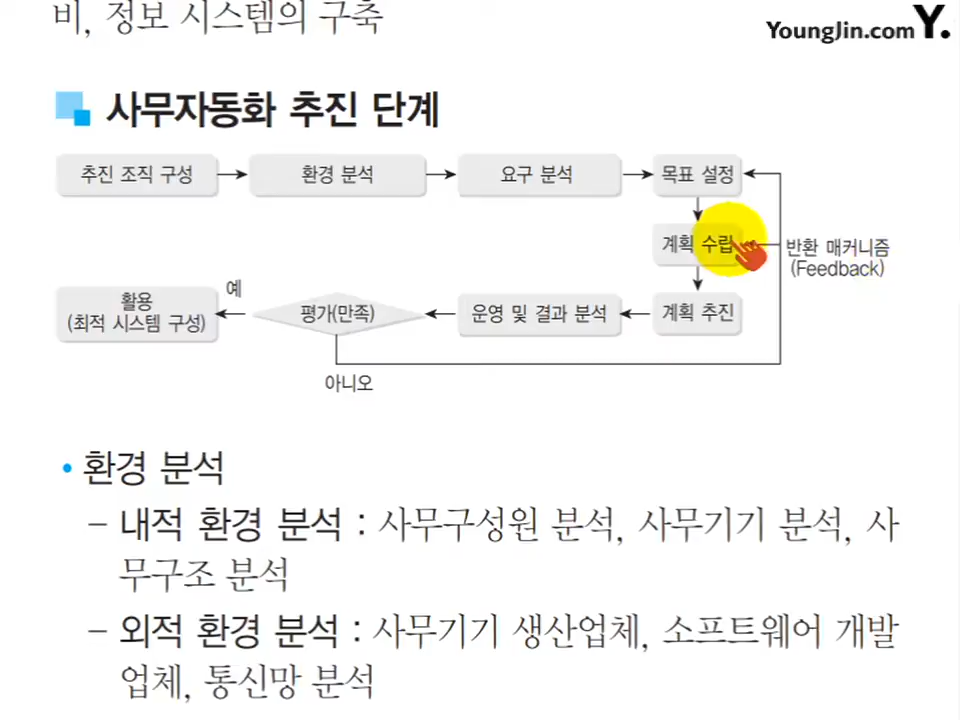 비, 정보 시스템의 구축
YoungJin.com Y.
사무자동화 추진 단계
추진 조직 구성
환경 분석
요구 분석
목표 설정
계획 수립
반환 매커니즘
(Feedback)
예
활용
(최적 시스템 구성)
평가(만족)
운영 및 결과 분석
계획 추진
아니오
• 환경 분석
– 내적 환경 분석 : 사무구성원 분석, 사무기기 분석, 사
무구조 분석
– 외적 환경 분석 : 사무기기 생산업체, 소프트웨어 개발
업체, 통신망 분석